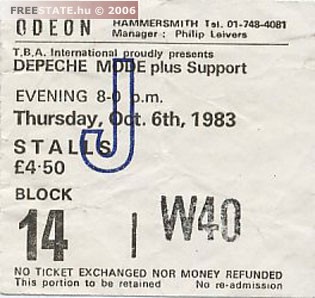 FREESTATE.hu © 2006
ODEON HAMMERSMITH Tel. 01-748-4081
Manager : Philip Leivers
T.B.A. International proudly presents
DEPECHE MODE plus Support
EVENING 8-0 p.m.
Thursday, Oct. 6th, 1983
J
STALLS
£4·50
BLOCK
14 | W40
NO TICKET EXCHANGED NOR MONEY REFUNDED
This portion to be retained No re-admission